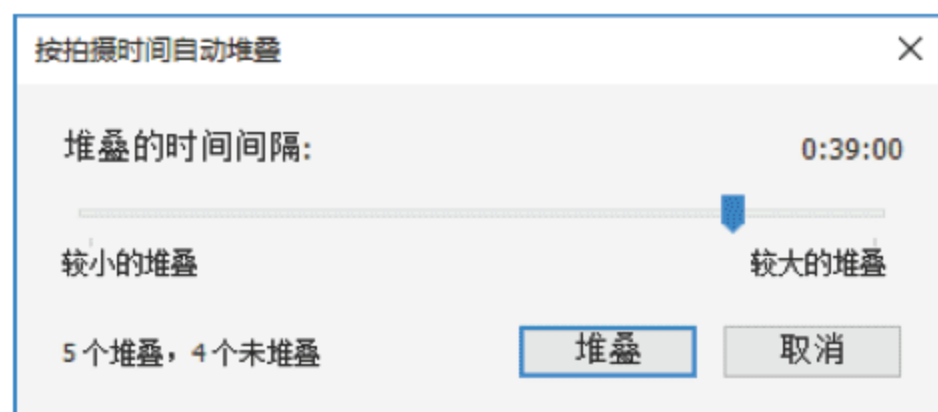 按拍摄时间自动堆叠
堆叠的时间间隔: 0:39:00
较小的堆叠 较大的堆叠
5 个堆叠，4 个未堆叠 堆叠 取消